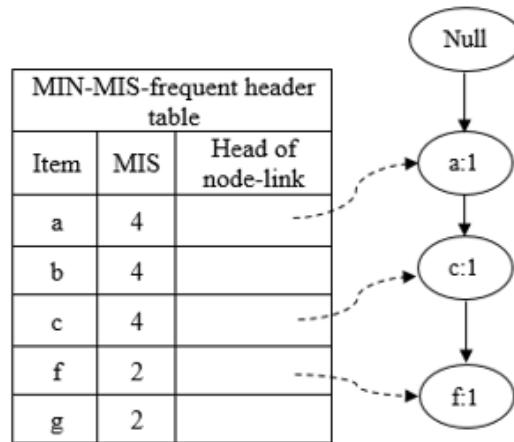 Null
MIN-MIS-frequent header
table
Item MIS Head of
node-link
a 4
b 4
c 4
f 2
g 2
a:1
c:1
f:1